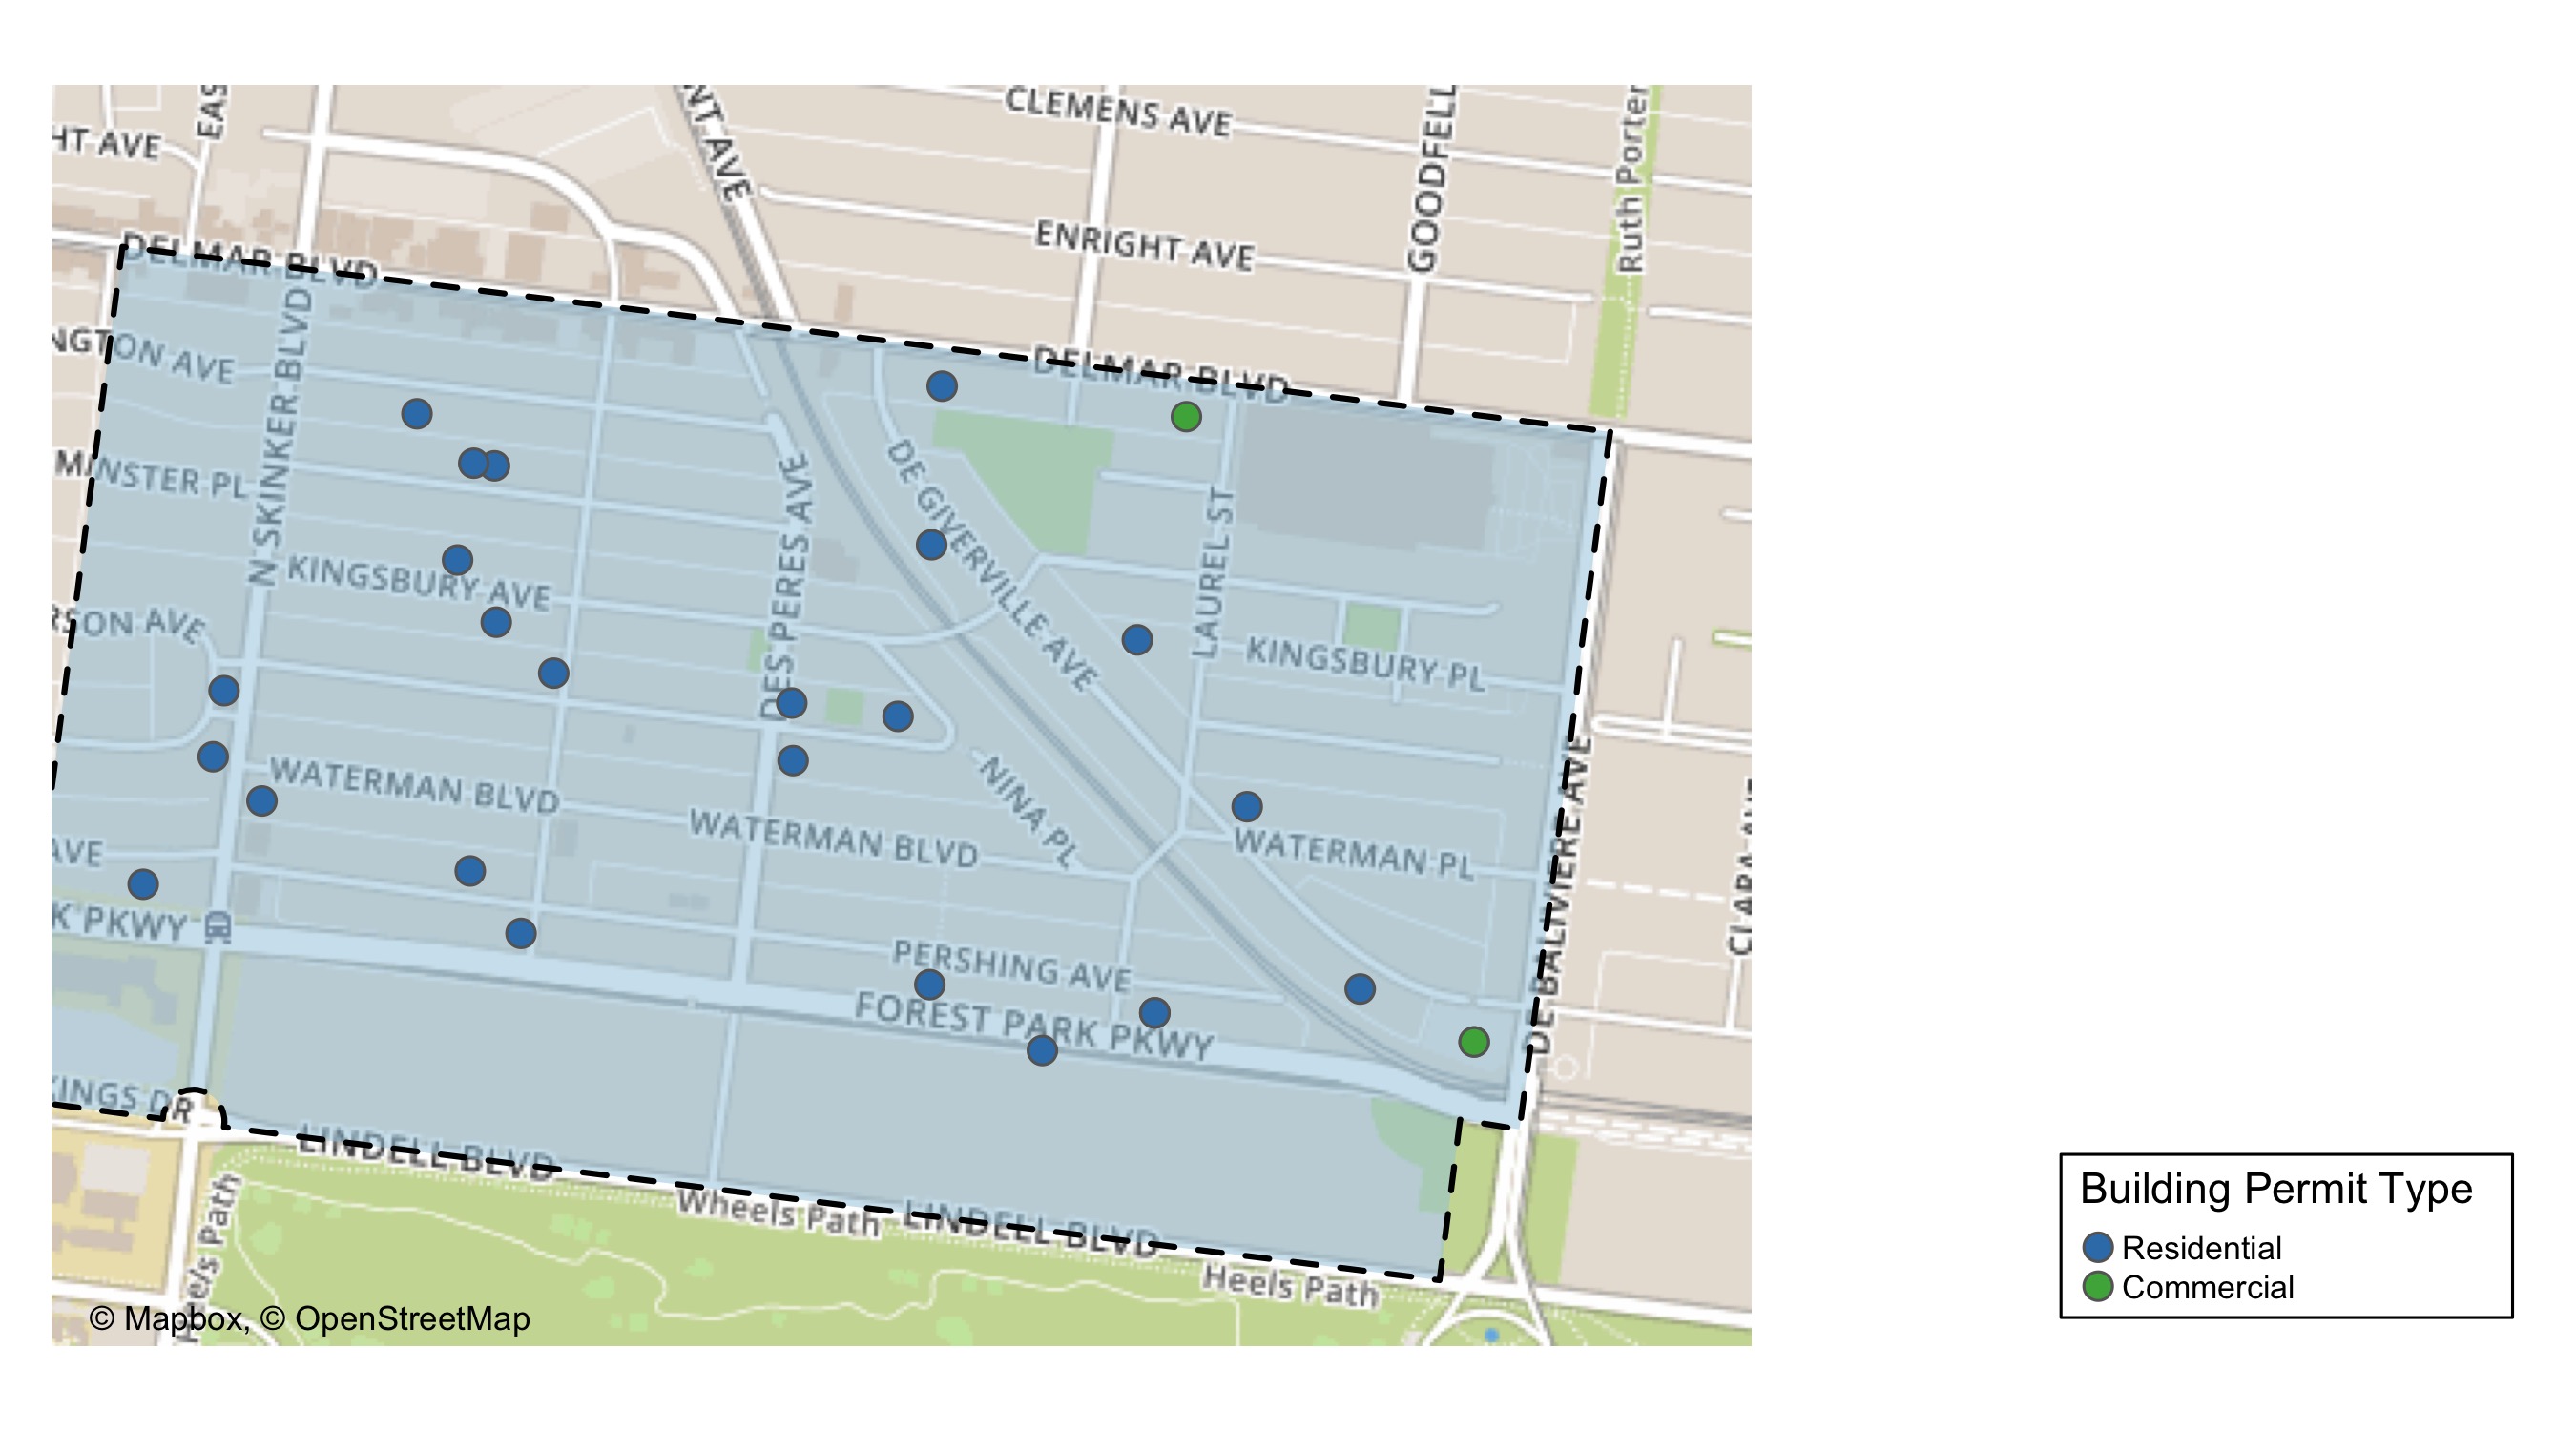 CLEMENS AVE
EAS
HT AVE
NT AVE
GOODFELL
Ruth Porter
ENRIGHT AVE
DELMAR BLVD
DELMAR BLVD
NGTON AVE
N SKINKER BLVD
MINSTER PL
DE GIVERVILLE AVE
DES PERES AVE
LAUREL ST
KINGSBURY AVE
RSON AVE
KINGSBURY PL
WATERMAN BLVD
WATERMAN BLVD
NINA PL
WATERMAN PL
DE BALIVIERE AVE
CLARA AVE
AVE
K PKWY
PERSHING AVE
FOREST PARK PKWY
KINGS DR
LINDELL BLVD
Wheels Path
LINDELL BLVD
Heels Path
Heels Path
© Mapbox, © OpenStreetMap
Building Permit Type
Residential
Commercial